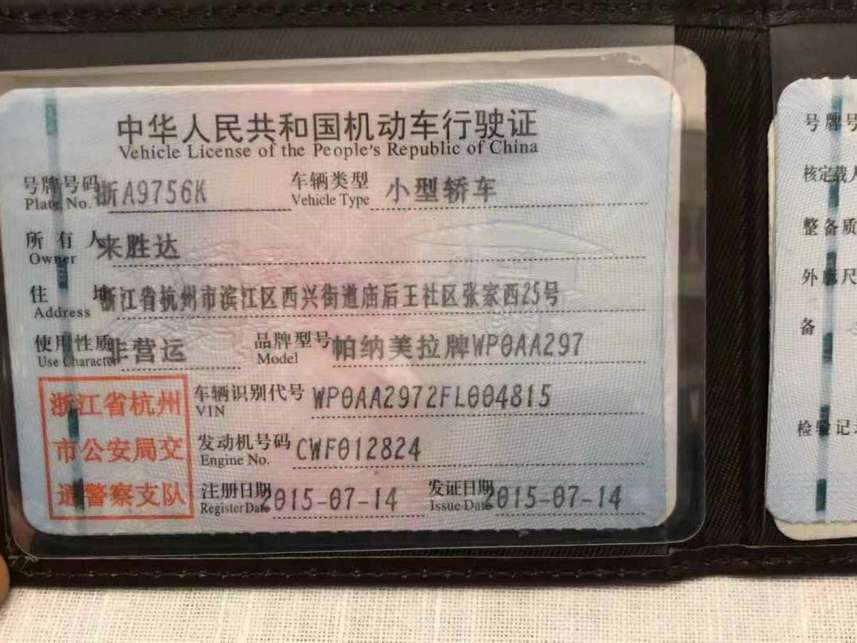 中华人民共和国机动车行驶证
Vehicle License of the People's Republic of China
号牌号码 浙A9756K 车辆类型 小型轿车
Plate No. Vehicle Type
所有人 来胜达
Owner
住址 浙江省杭州市滨江区西兴街道庙后王社区张家西25号
Address
使用性质 非营运 品牌型号 帕纳美拉牌WP0AA297
Use Character Model
浙江省杭州
市公安局交
通警察支队
车辆识别代号 WP0AA2972FL004815
VIN
发动机号码 CWF012824
Engine No.
注册日期 2015-07-14 发证日期 2015-07-14
Register Date Issue Date
号牌号
核定载人
整备质
外廓尺
备
检验记